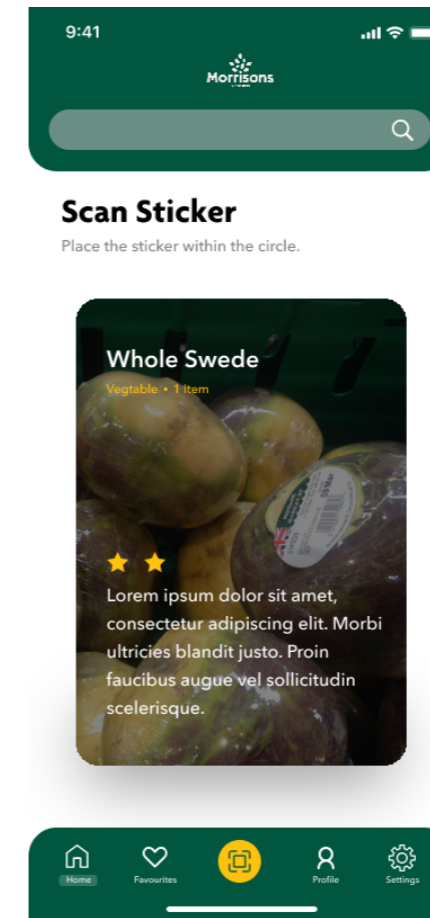 9:41
Morrisons
Scan Sticker
Place the sticker within the circle.
Whole Swede
Vegtable • 1 Item
09 Mar
Lorem ipsum dolor sit amet,
consectetur adipiscing elit. Morbi
ultricies blandit justo. Proin
faucibus augue vel sollicitudin
scelerisque.
Home
Favourites
Profile
Settings